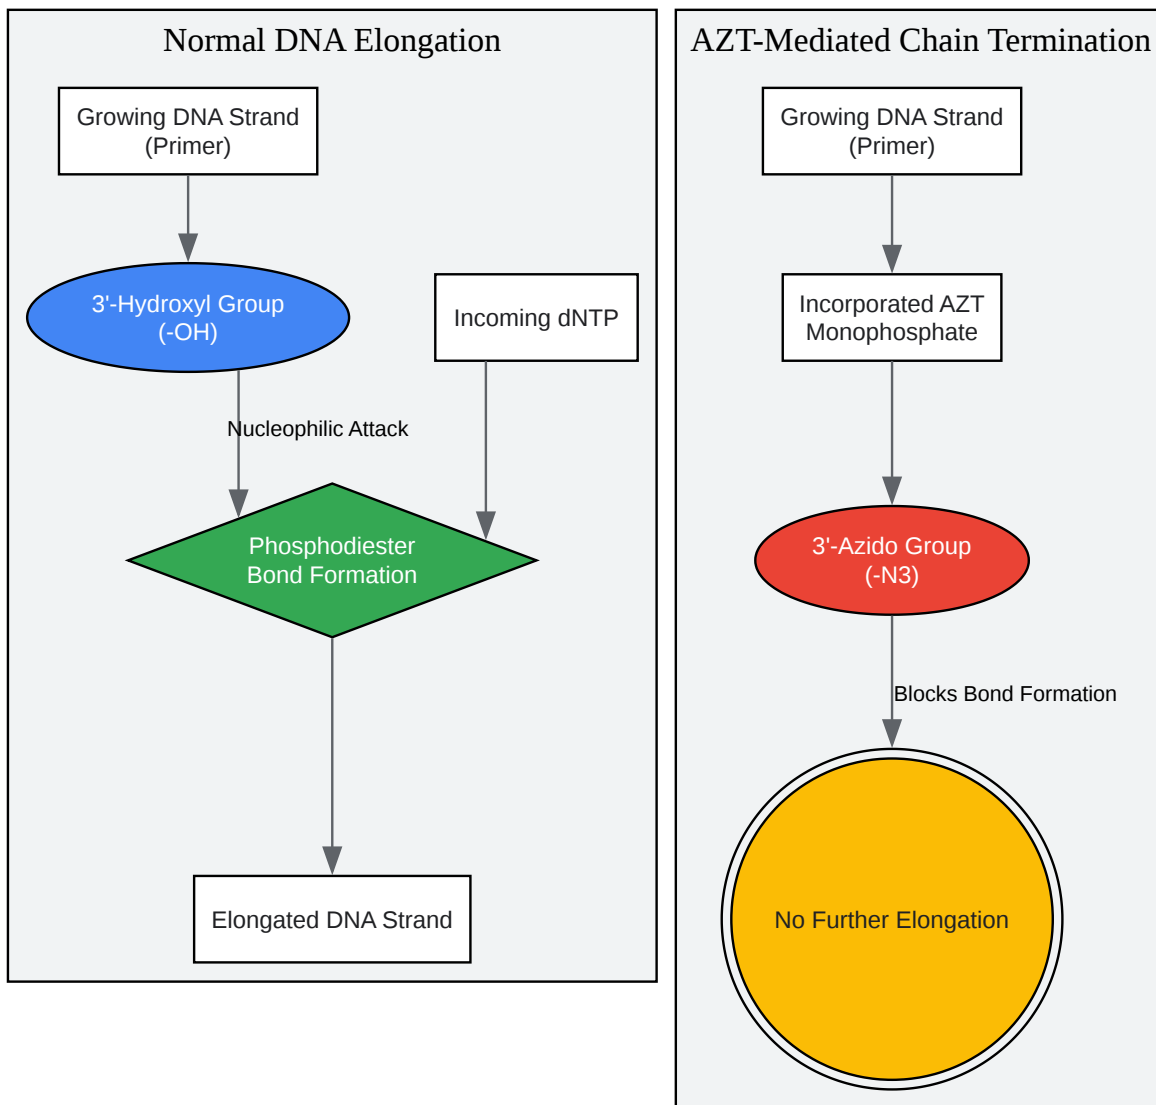 Normal DNA Elongation
Growing DNA Strand
(Primer)
3'-Hydroxyl Group
(-OH)
Incoming dNTP
Nucleophilic Attack
Phosphodiester
Bond Formation
Elongated DNA Strand
AZT-Mediated Chain Termination
Growing DNA Strand
(Primer)
Incorporated AZT
Monophosphate
3'-Azido Group
(-N3)
Blocks Bond Formation
No Further Elongation